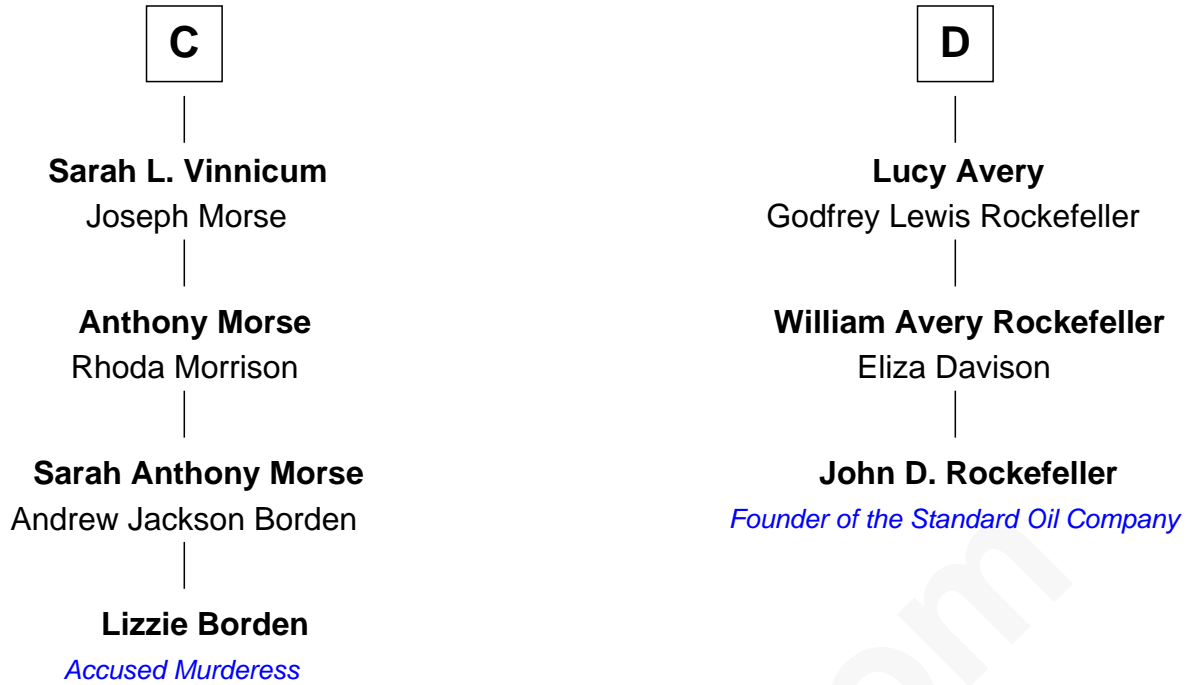 C
Sarah L. Vinnicum
Joseph Morse
Anthony Morse
Rhoda Morrison
Sarah Anthony Morse
Andrew Jackson Borden
Lizzie Borden
Accused Murderess
D
Lucy Avery
Godfrey Lewis Rockefeller
William Avery Rockefeller
Eliza Davison
John D. Rockefeller
Founder of the Standard Oil Company
om